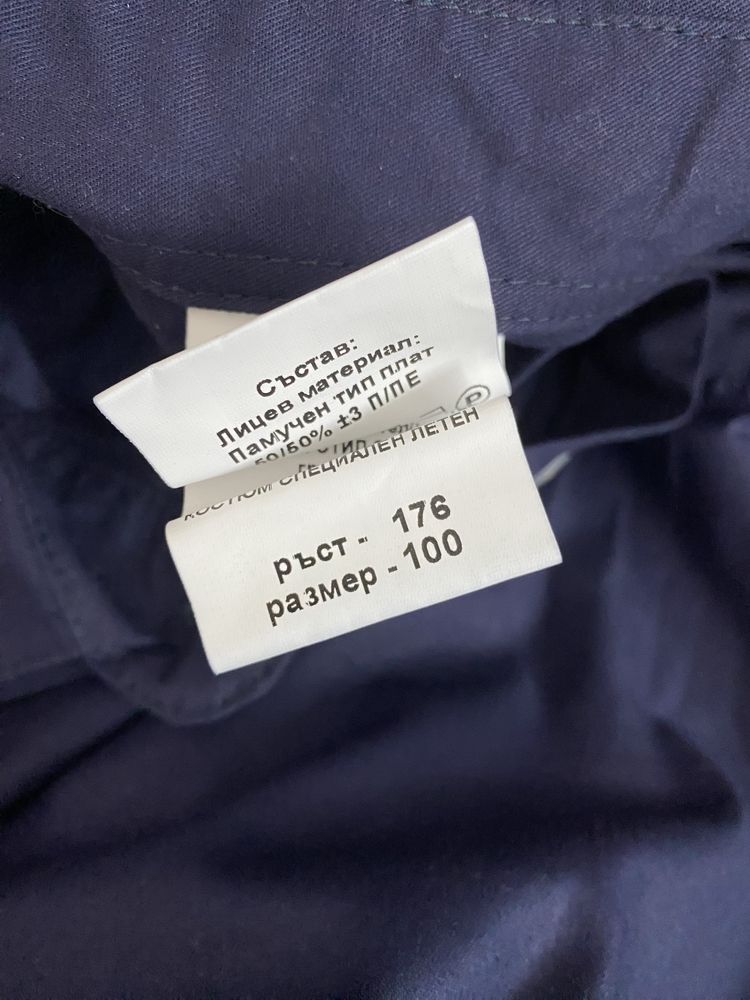 Състав:
Лицев материал:
Памучен тип плат
50/50% ±3 П/ПЕ
P
КОСТЮМ СПЕЦИАЛЕН ЛЕТЕН
ръст - 176
размер - 100